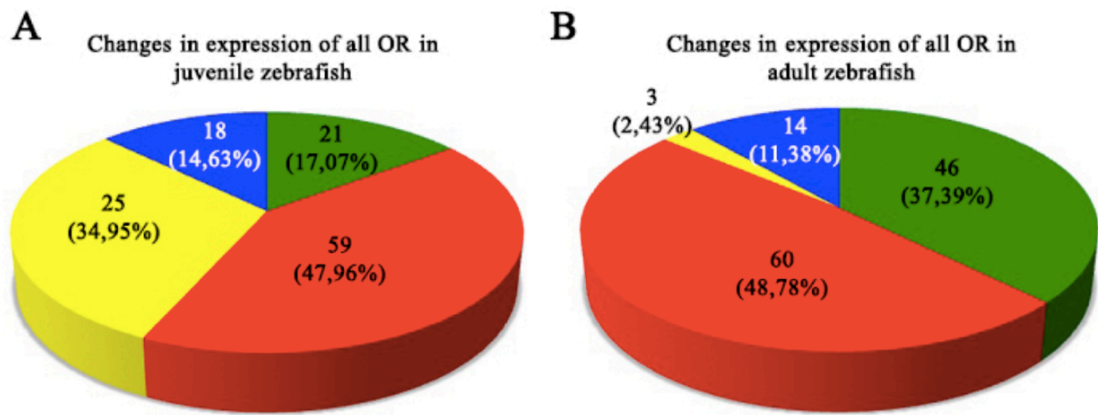 A
Changes in expression of all OR in
juvenile zebrafish
18
(14,63%)
21
(17,07%)
25
(34,95%)
59
(47,96%)
B
Changes in expression of all OR in
adult zebrafish
3
(2,43%)
14
(11,38%)
46
(37,39%)
60
(48,78%)